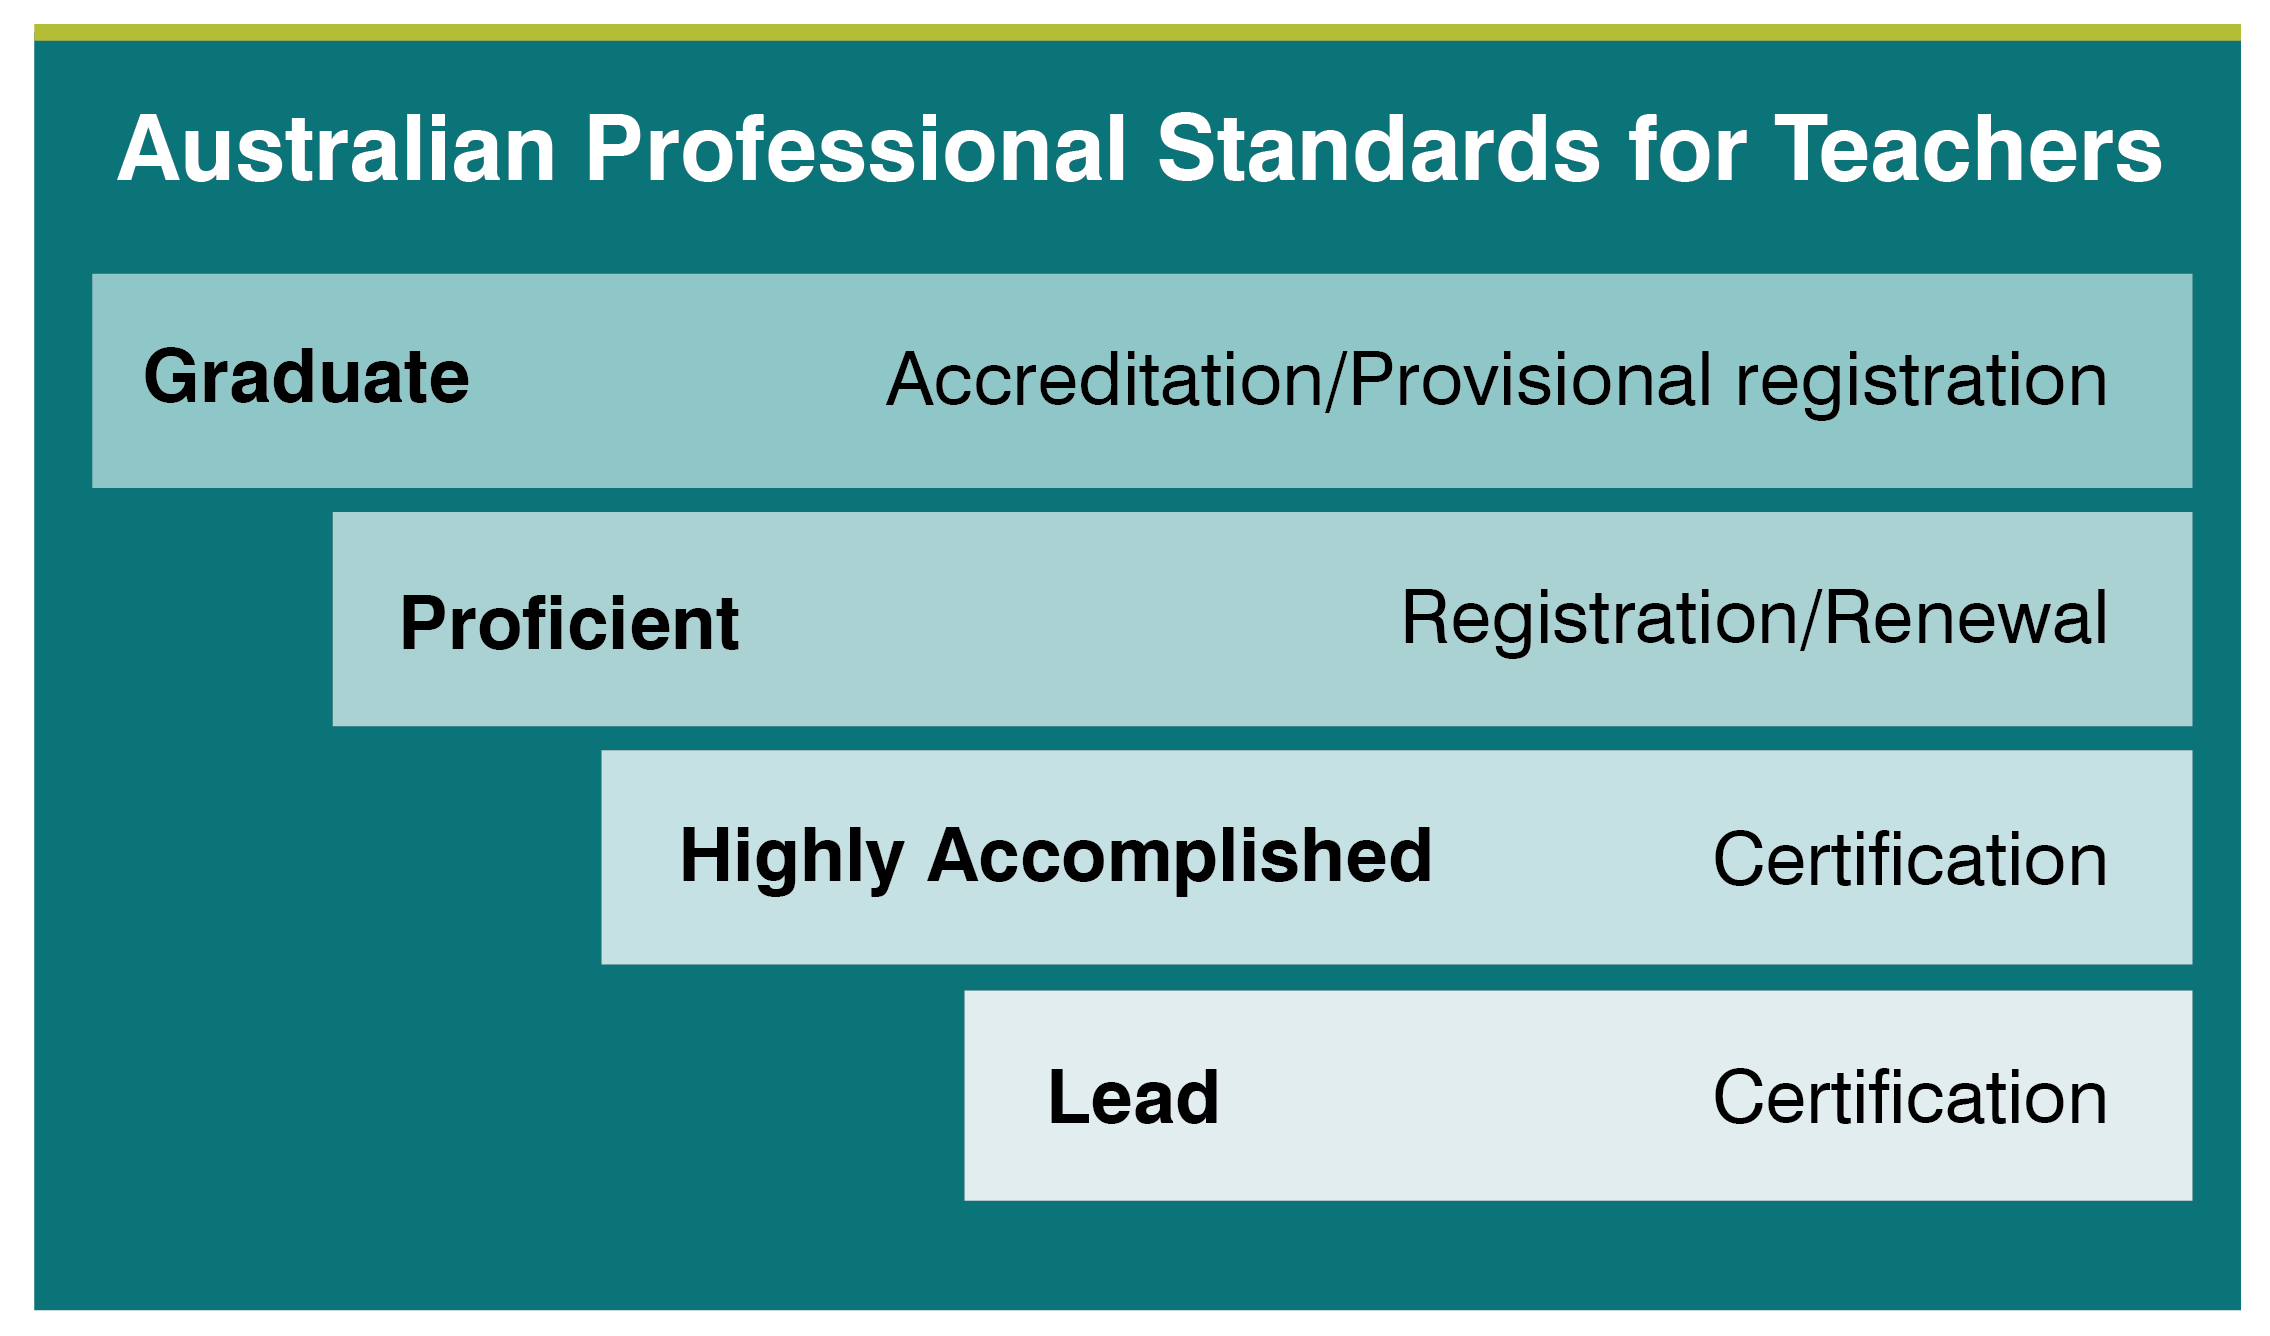 Australian Professional Standards for Teachers
Graduate Accreditation/Provisional registration
Proficient Registration/Renewal
Highly Accomplished Certification
Lead Certification